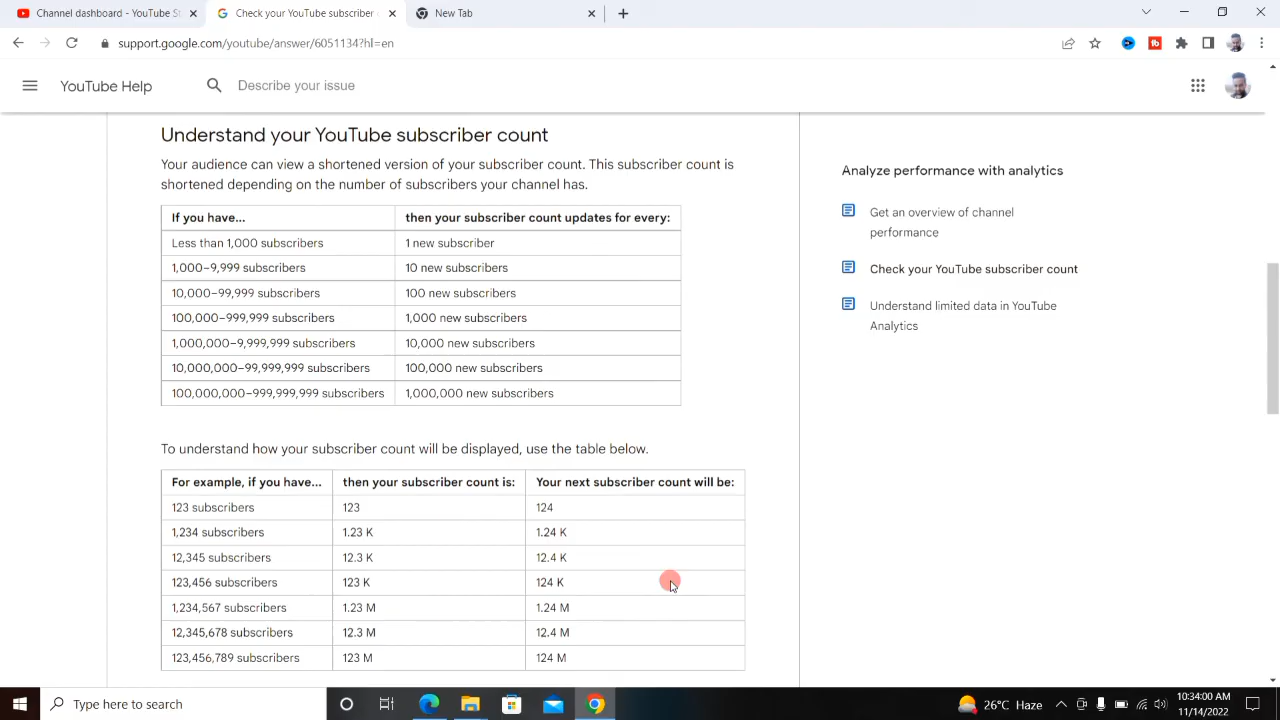 Channel dashboard - YouTube St
Check your YouTube subscriber
New Tab
support.google.com/youtube/answer/6051134?hl=en
YouTube Help
Describe your issue
Understand your YouTube subscriber count
Your audience can view a shortened version of your subscriber count. This subscriber count is
shortened depending on the number of subscribers your channel has.
If you have... then your subscriber count updates for every:
Less than 1,000 subscribers 1 new subscriber
1,000–9,999 subscribers 10 new subscribers
10,000–99,999 subscribers 100 new subscribers
100,000–999,999 subscribers 1,000 new subscribers
1,000,000–9,999,999 subscribers 10,000 new subscribers
10,000,000–99,999,999 subscribers 100,000 new subscribers
100,000,000–999,999,999 subscribers 1,000,000 new subscribers
To understand how your subscriber count will be displayed, use the table below.
For example, if you have... then your subscriber count is: Your next subscriber count will be:
123 subscribers 123 124
1,234 subscribers 1.23 K 1.24 K
12,345 subscribers 12.3 K 12.4 K
123,456 subscribers 123 K 124 K
1,234,567 subscribers 1.23 M 1.24 M
12,345,678 subscribers 12.3 M 12.4 M
123,456,789 subscribers 123 M 124 M
Analyze performance with analytics
Get an overview of channel
performance
Check your YouTube subscriber count
Understand limited data in YouTube
Analytics
Type here to search
26°C Haze
10:34:00 AM
11/14/2022